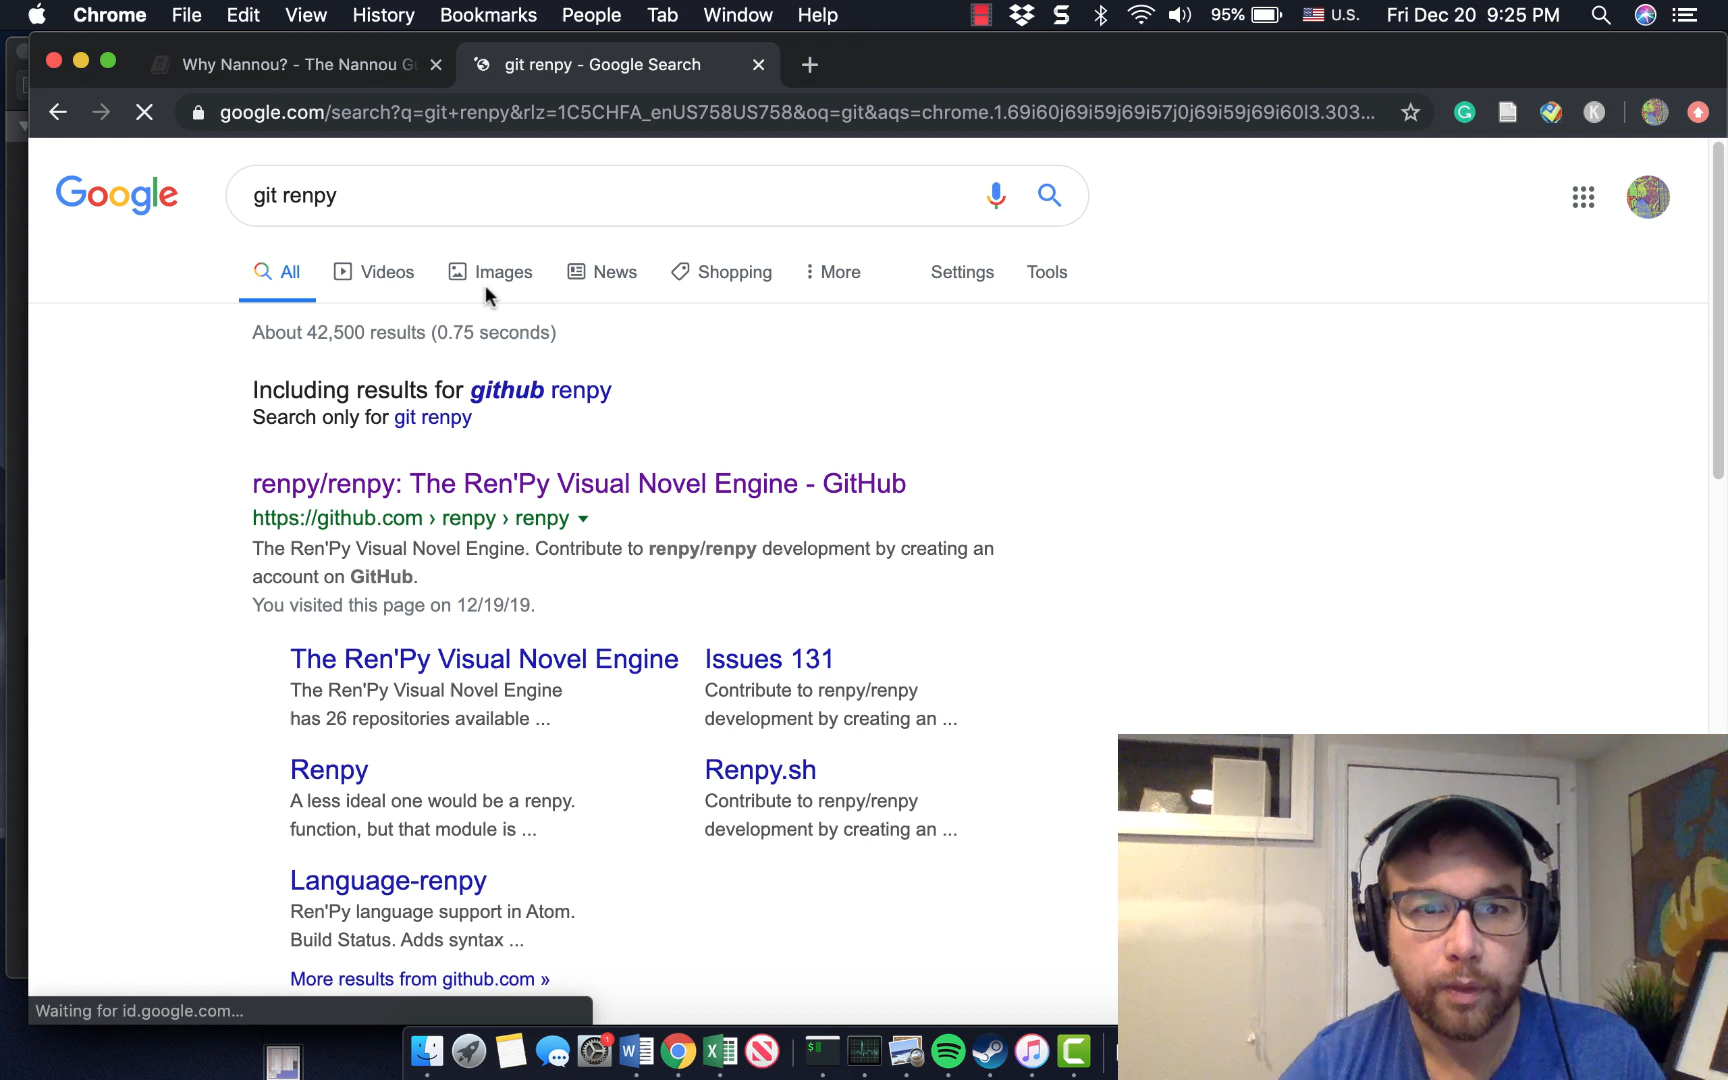 Chrome File Edit View History Bookmarks People Tab Window Help S 95% U.S. Fri Dec 20 9:25 PM
Why Nannou? - The Nannou Gu git renpy - Google Search
google.com/search?q=git+renpy&rlz=1C5CHFA_enUS758US758&oq=git&aqs=chrome.1.69i60j69i59j69i57j0j69i59j69i60l3.303... G K
Google git renpy
All Videos Images News Shopping More Settings Tools
About 42,500 results (0.75 seconds)
Including results for github renpy
Search only for git renpy
renpy/renpy: The Ren'Py Visual Novel Engine - GitHub
https://github.com › renpy › renpy
The Ren'Py Visual Novel Engine. Contribute to renpy/renpy development by creating an
account on GitHub.
You visited this page on 12/19/19.
The Ren'Py Visual Novel Engine
The Ren'Py Visual Novel Engine
has 26 repositories available ...
Issues 131
Contribute to renpy/renpy
development by creating an ...
Renpy
A less ideal one would be a renpy.
function, but that module is ...
Renpy.sh
Contribute to renpy/renpy
development by creating an ...
Language-renpy
Ren'Py language support in Atom.
Build Status. Adds syntax ...
More results from github.com »
Waiting for id.google.com...
1 W X N $ C